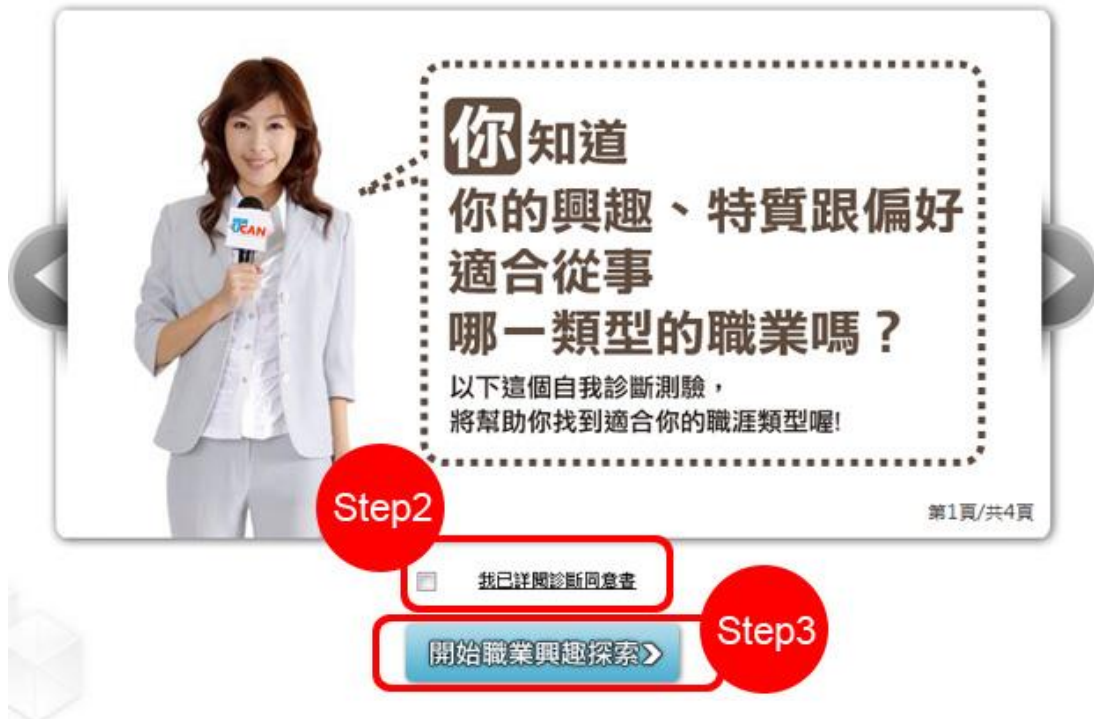 你知道
你的興趣、特質跟偏好
適合從事
哪一類型的職業嗎？
以下這個自我診斷測驗，
將幫助你找到適合你的職涯類型喔!
UCAN
第1頁/共4頁
Step2
我已詳閱診斷同意書
Step3
開始職業興趣探索